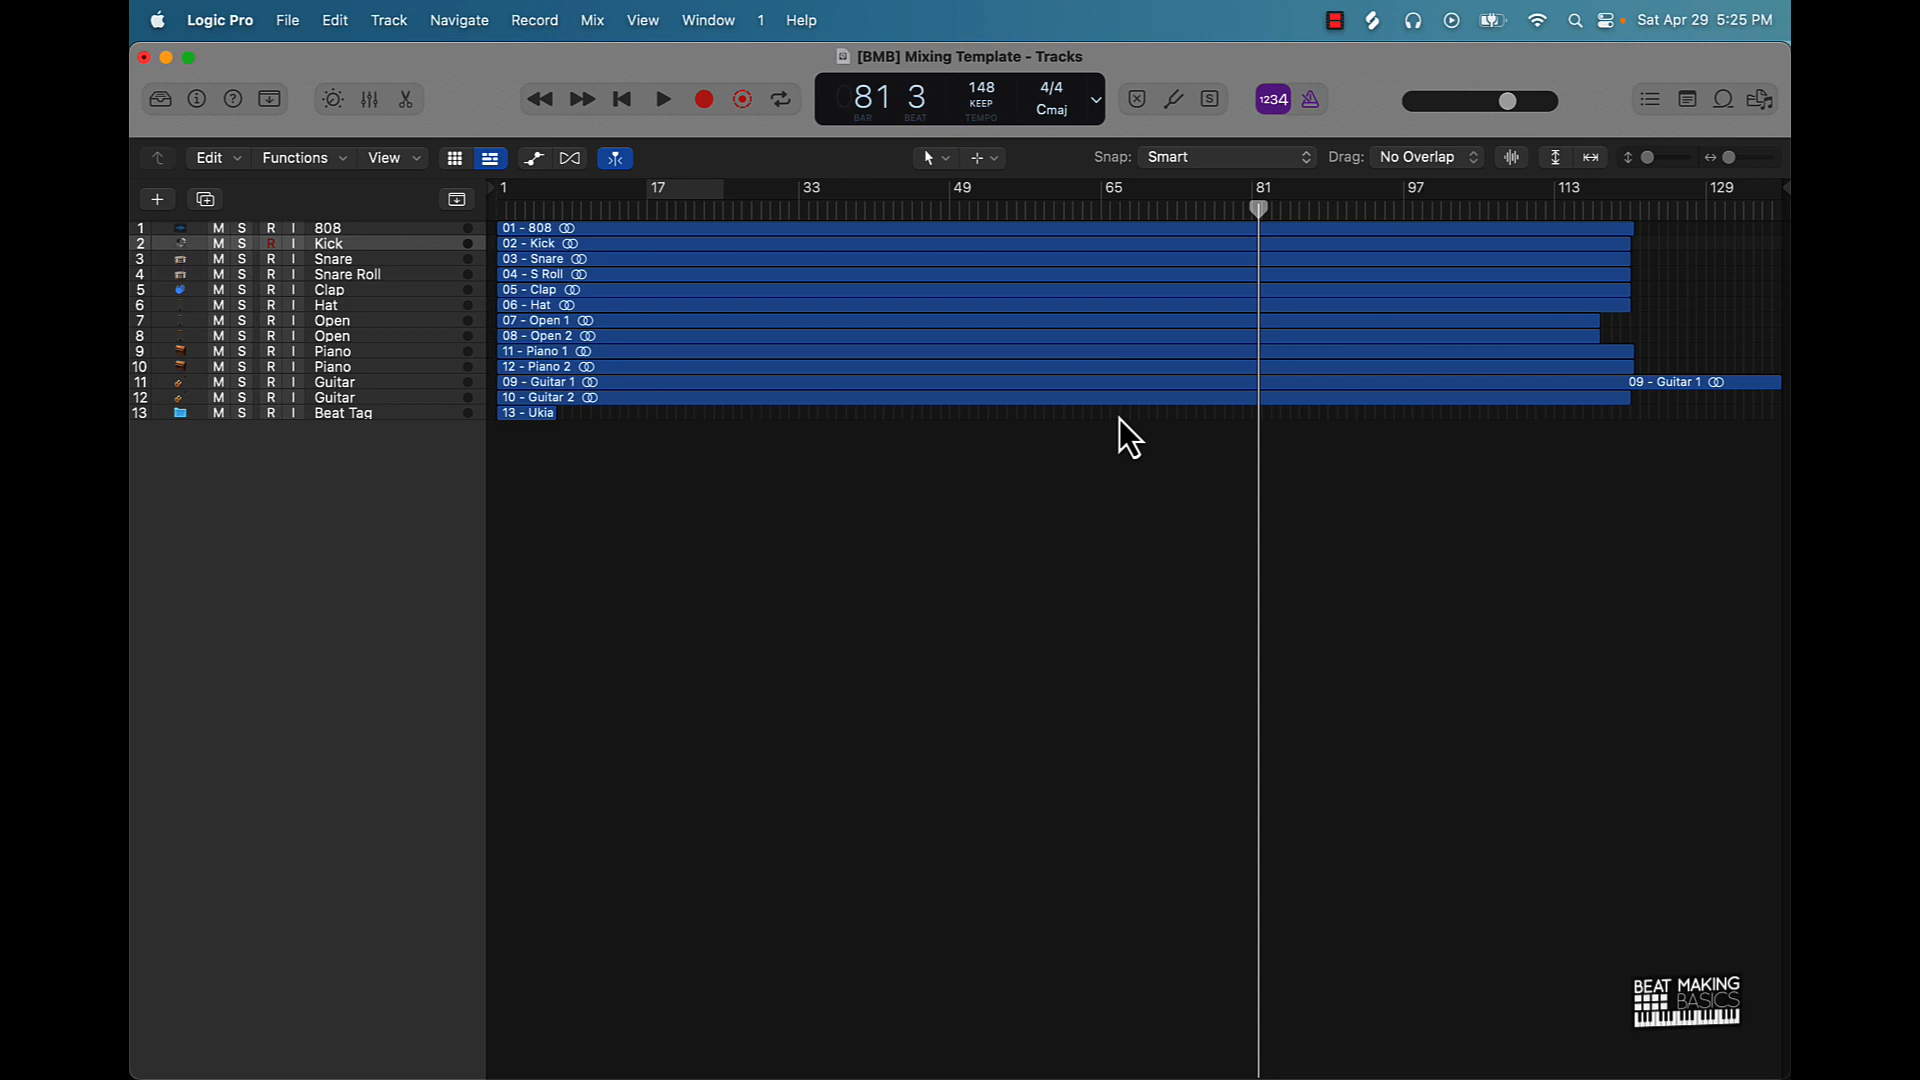 Logic Pro File Edit Track Navigate Record Mix View Window 1 Help Sat Apr 29 5:25 PM
[BMB] Mixing Template - Tracks
81 3 148 4/4
KEEP Cmaj
BAR BEAT TEMPO
S 1234
Edit Functions View Snap: Smart Drag: No Overlap
1 17 33 49 65 81 97 113 129
1 M S R I 808 01 - 808
2 M S R I Kick 02 - Kick
3 M S R I Snare 03 - Snare
4 M S R I Snare Roll 04 - S Roll
5 M S R I Clap 05 - Clap
6 M S R I Hat 06 - Hat
7 M S R I Open 07 - Open 1
8 M S R I Open 08 - Open 2
9 M S R I Piano 11 - Piano 1
10 M S R I Piano 12 - Piano 2
11 M S R I Guitar 09 - Guitar 1 09 - Guitar 1
12 M S R I Guitar 10 - Guitar 2
13 M S R I Beat Tag 13 - Ukia
BEAT MAKING
BASICS